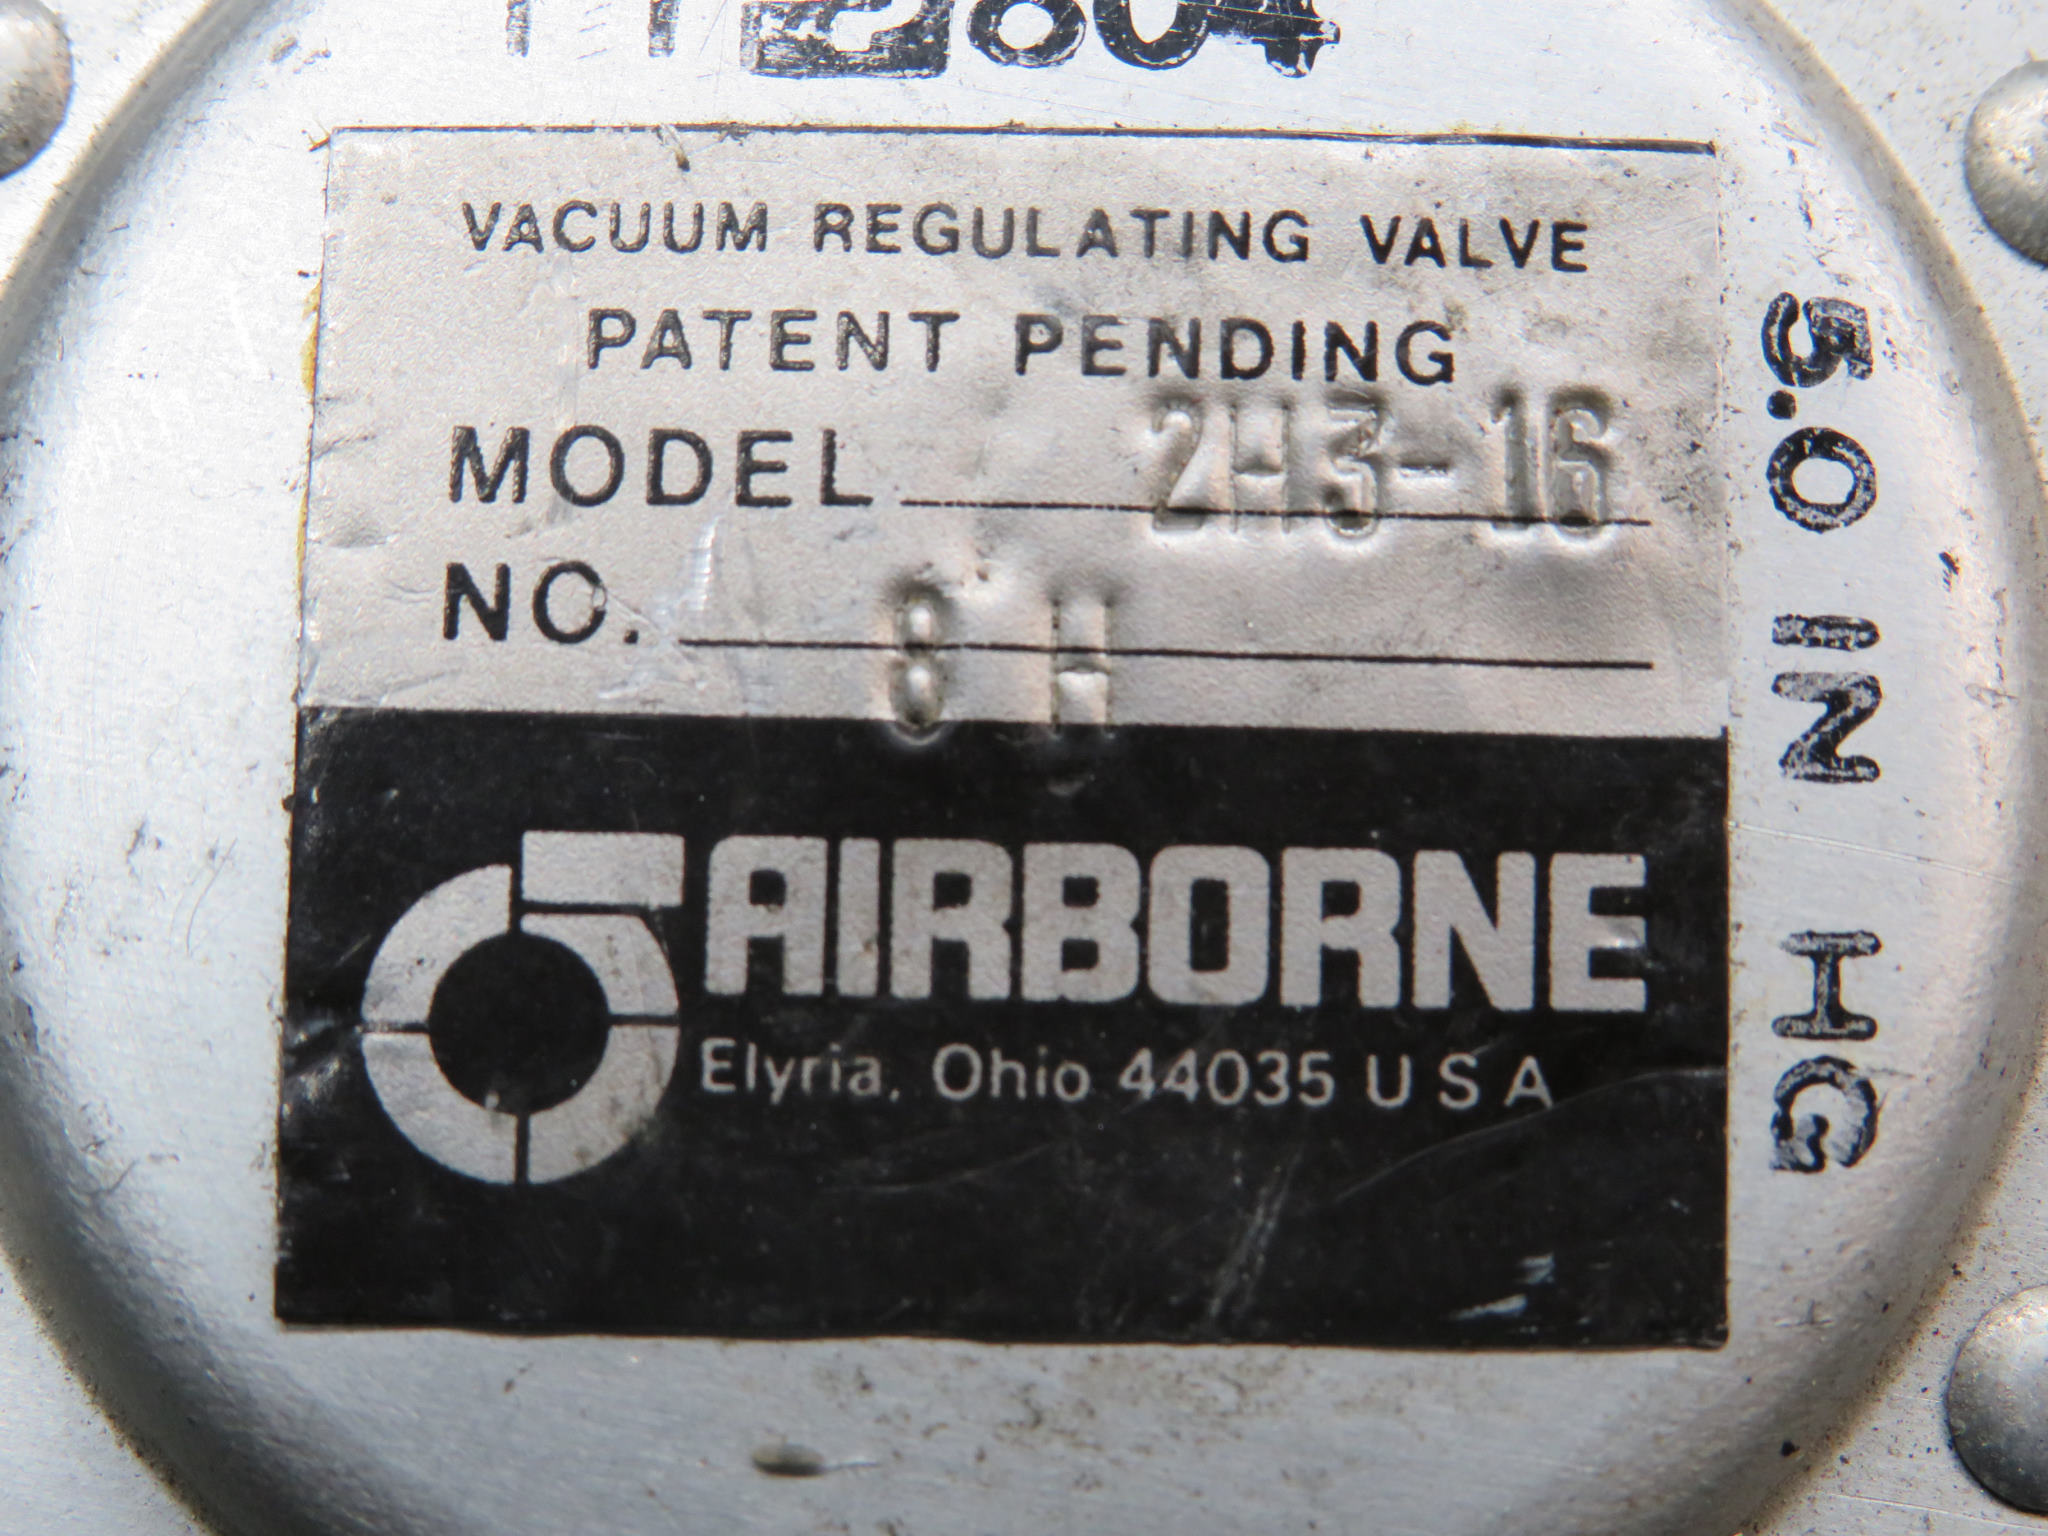 VACUUM REGULATING VALVE
PATENT PENDING
MODEL 2H3-16
NO. 8 H
AIRBORNE
Elyria, Ohio 44035 U S A
5.0 IN HG